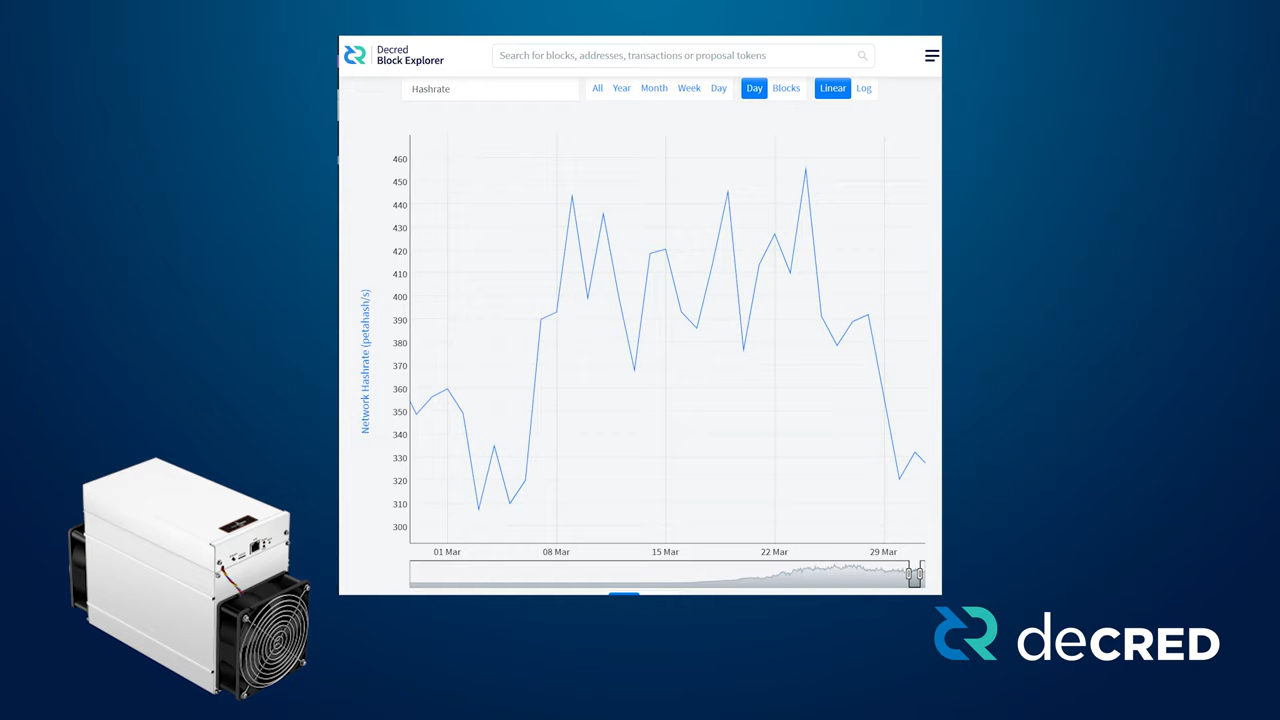 Decred
Block Explorer
Search for blocks, addresses, transactions or proposal tokens
Hashrate
All Year Month Week Day
Day Blocks
Linear Log
Network Hashrate (petahash/s)
460
450
440
430
420
410
400
390
380
370
360
350
340
330
320
310
300
01 Mar 08 Mar 15 Mar 22 Mar 29 Mar
deCRED